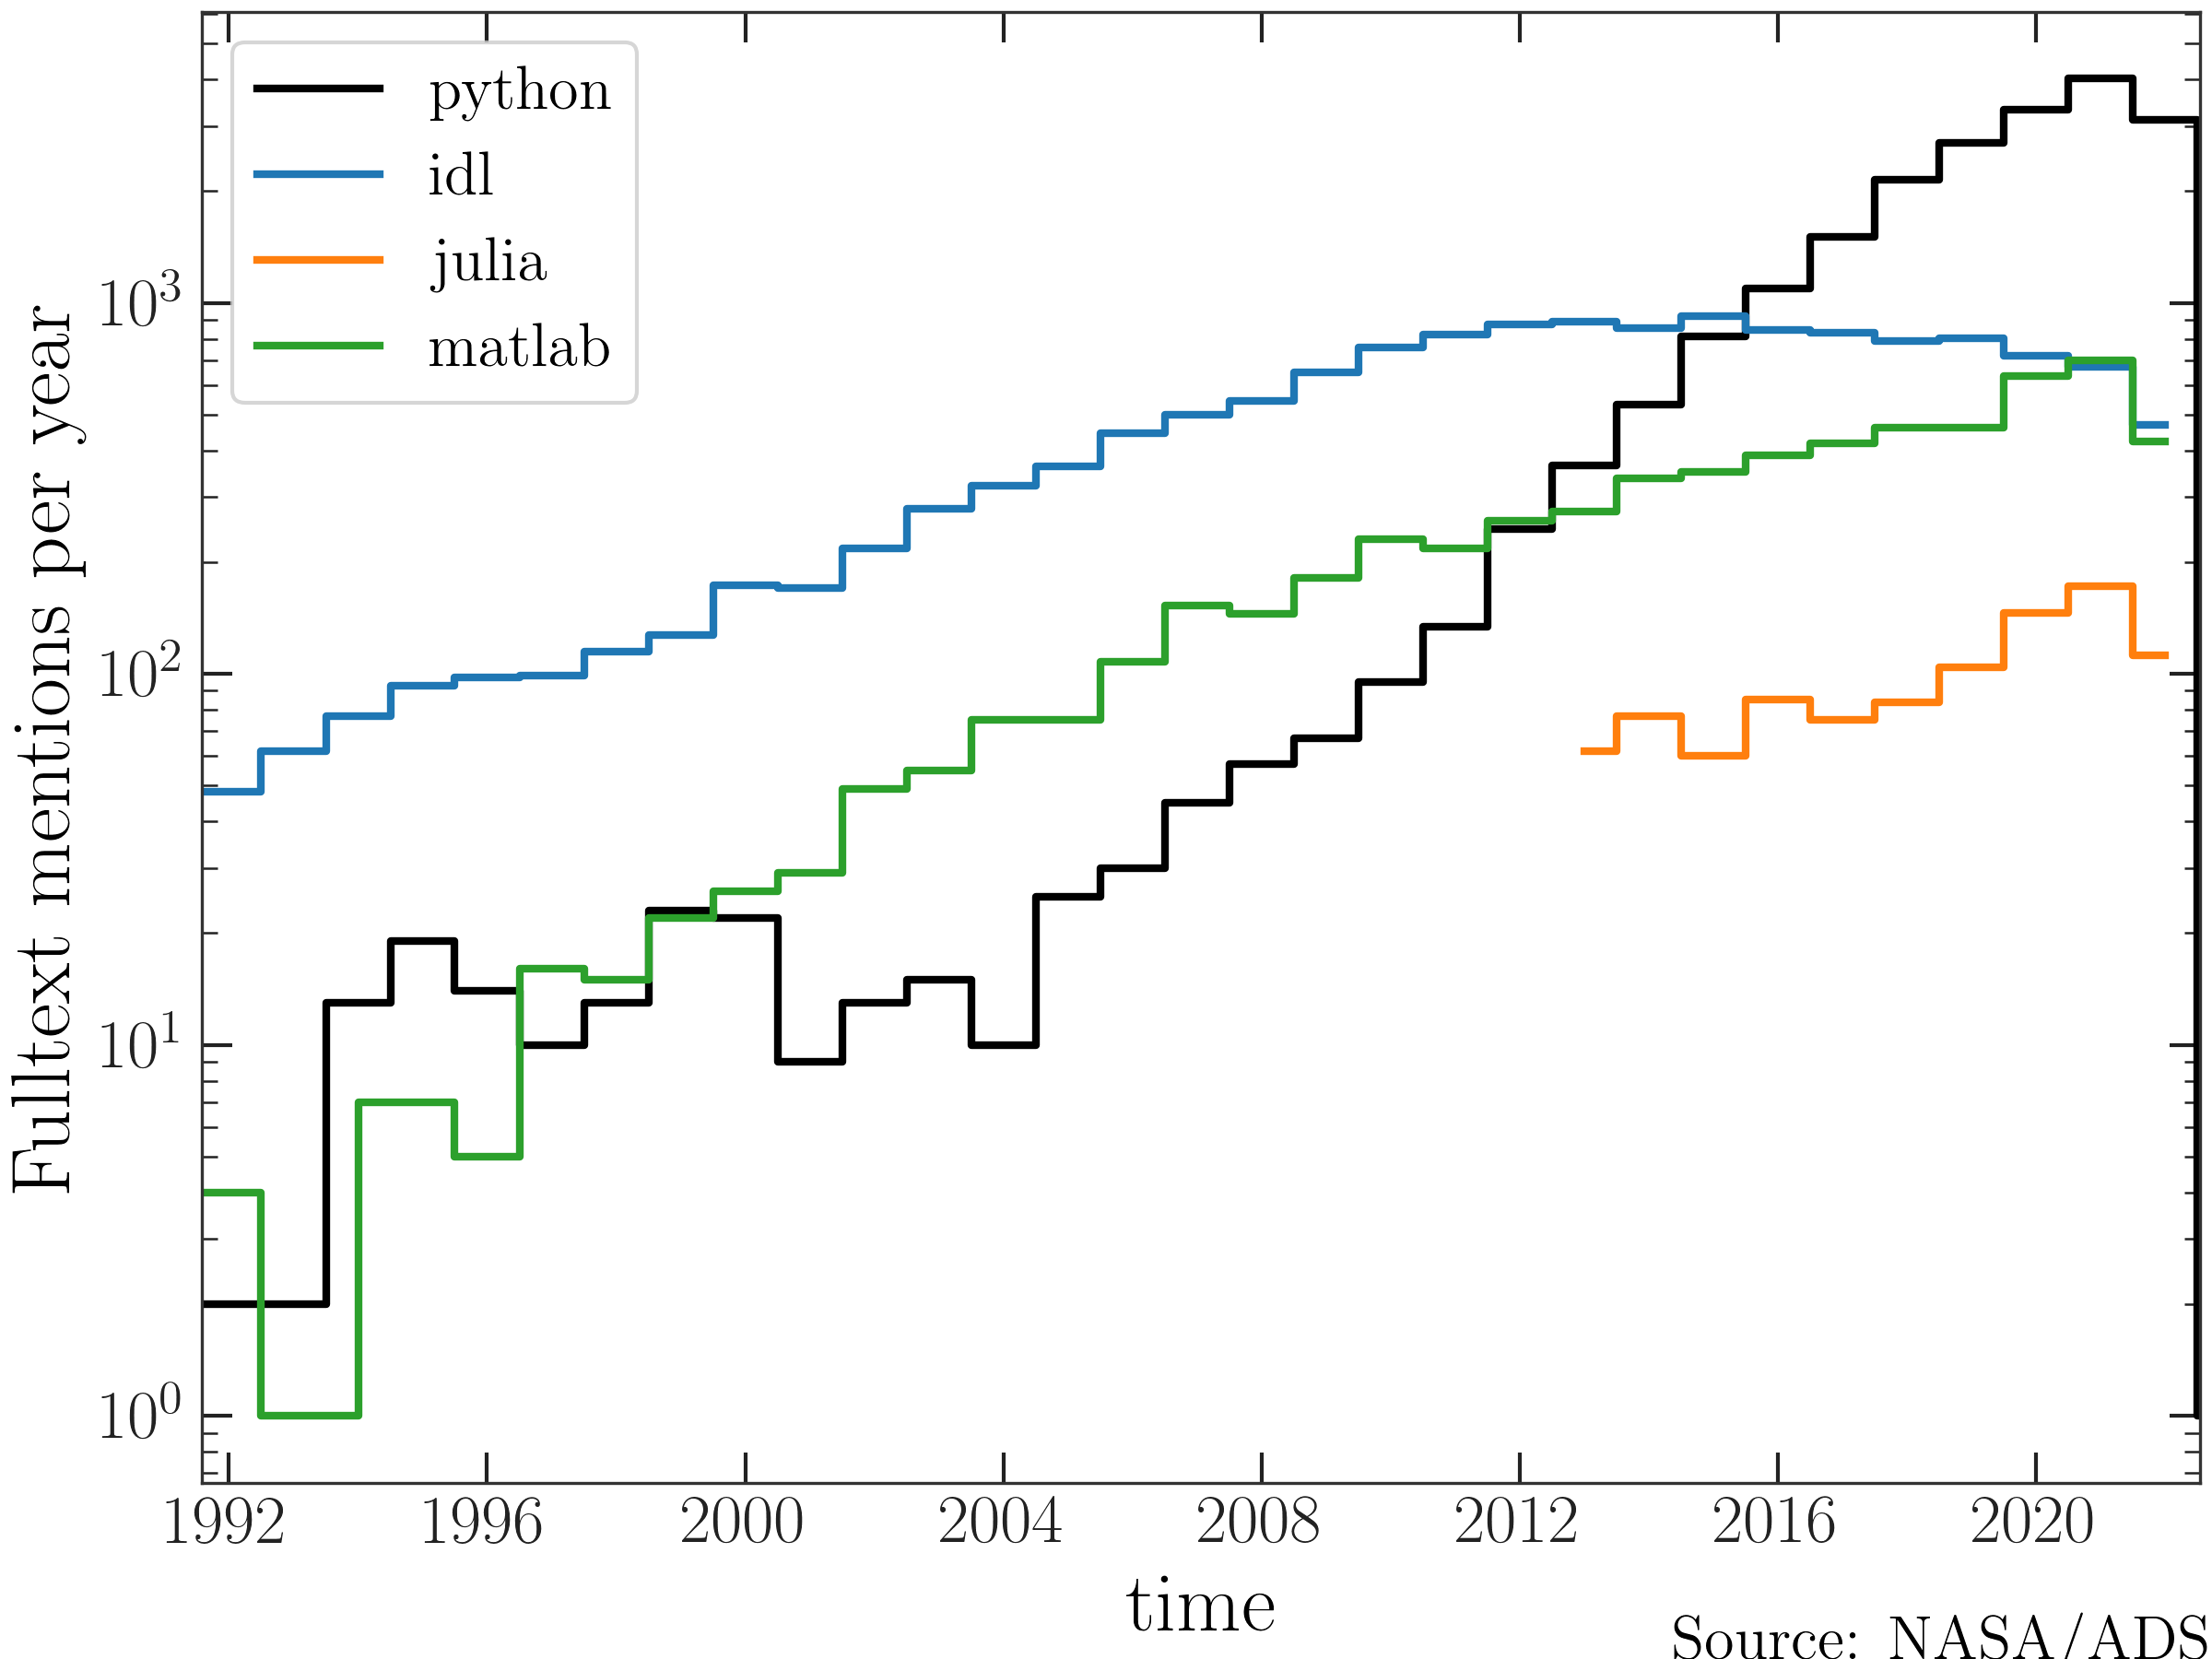 python
idl
julia
matlab
Fulltext mentions per year
10³
10²
10¹
10⁰
1992 1996 2000 2004 2008 2012 2016 2020
time
Source: NASA/ADS